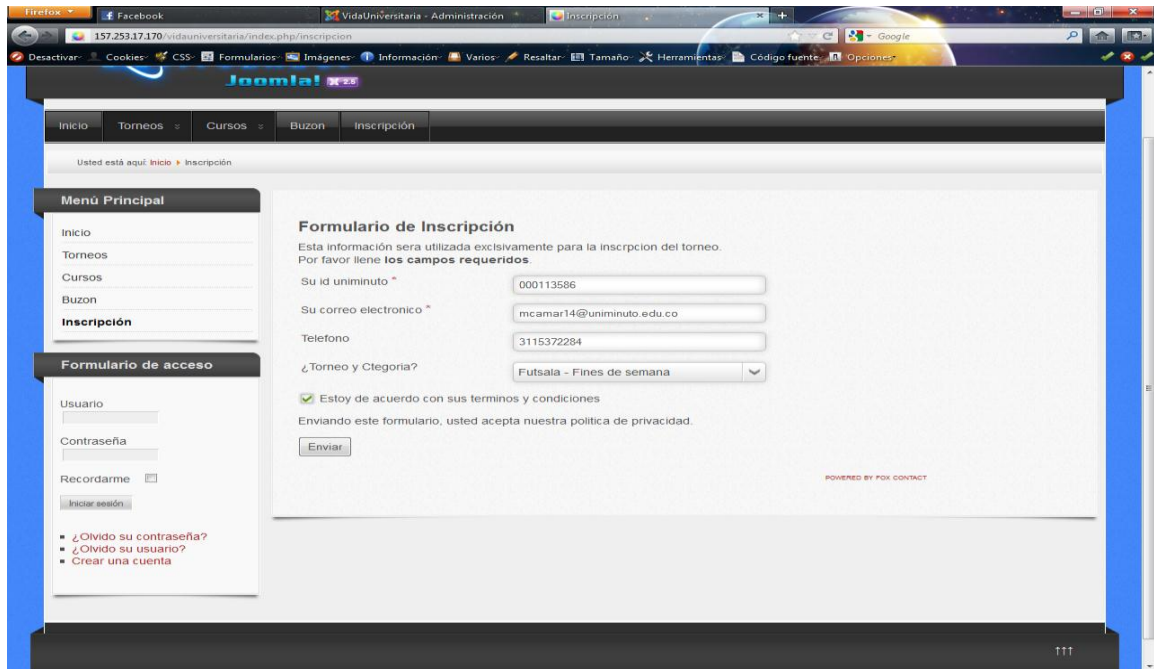 Firefox
Facebook
VidaUniversitaria - Administración
Inscripción
157.253.17.170/vidauniversitaria/index.php/inscripcion
Google
Desactivar Cookies CSS Formularios Imágenes Información Varios Resaltar Tamaño Herramientas Código fuente Opciones
Joomla! 2.5
Inicio Torneos Cursos Buzon Inscripción
Usted está aquí: Inicio Inscripción
Menú Principal
Inicio
Torneos
Cursos
Buzon
Inscripción
Formulario de acceso
Usuario
Contraseña
Recordarme
Iniciar sesión
¿Olvido su contraseña?
¿Olvido su usuario?
Crear una cuenta
Formulario de Inscripción
Esta información sera utilizada exclsivamente para la inscrpcion del torneo.
Por favor llene los campos requeridos.
Su id uniminuto * 000113586
Su correo electronico * mcamar14@uniminuto.edu.co
Telefono 3115372284
¿Torneo y Ctegoria? Futsala - Fines de semana
Estoy de acuerdo con sus terminos y condiciones
Enviando este formulario, usted acepta nuestra politica de privacidad.
Enviar
POWERED BY FOX CONTACT
↑↑↑